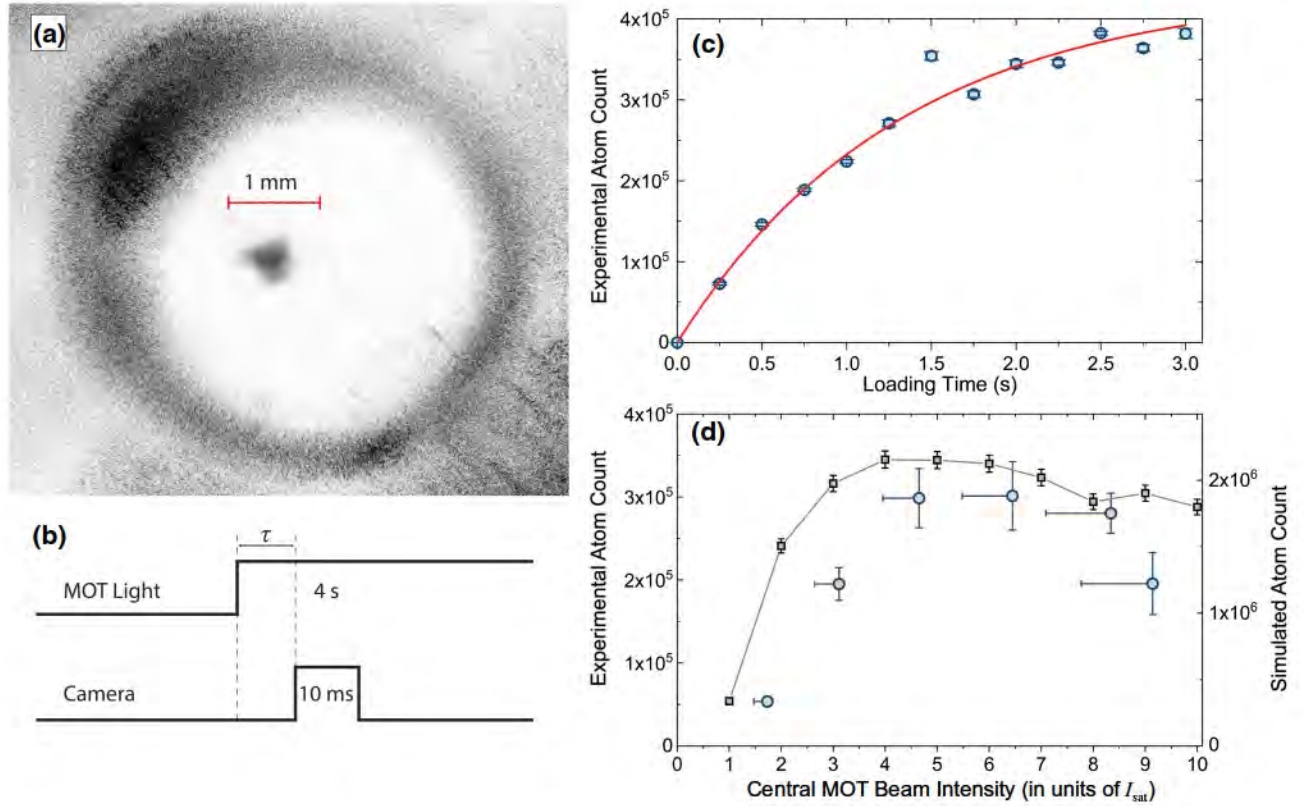 (a)
1 mm
(b)
τ
MOT Light
4 s
Camera
10 ms
(c)
Experimental Atom Count
4x10⁵
3x10⁵
2x10⁵
1x10⁵
0
0.0 0.5 1.0 1.5 2.0 2.5 3.0
Loading Time (s)
(d)
Experimental Atom Count
4x10⁵
3x10⁵
2x10⁵
1x10⁵
0
2x10⁶
1x10⁶
0
Simulated Atom Count
0 1 2 3 4 5 6 7 8 9 10
Central MOT Beam Intensity (in units of Isat)